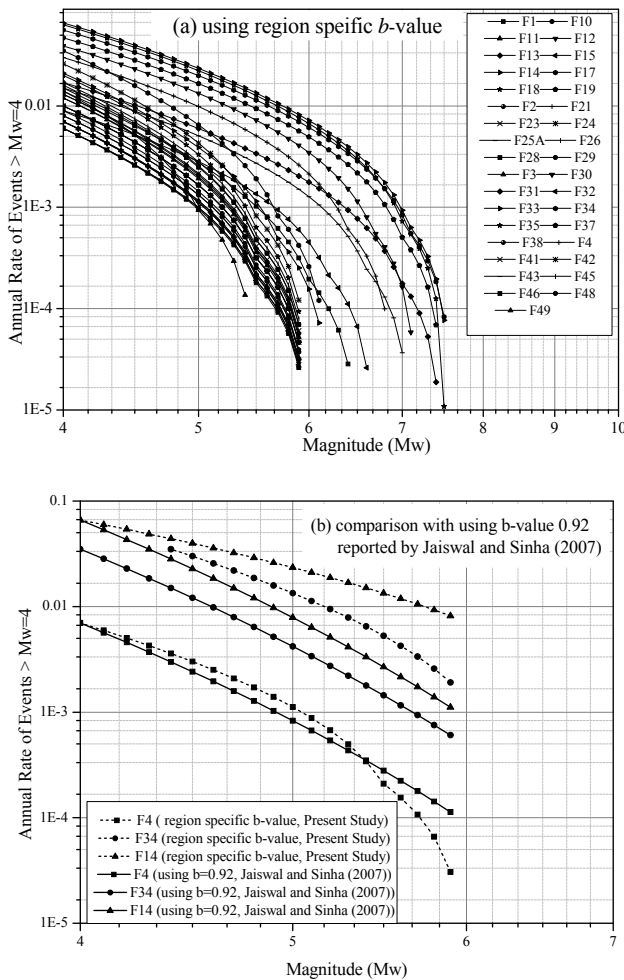 (a) using region speific b-value
Annual Rate of Events > Mw=4
0.01
1E-3
1E-4
1E-5
4 5 6 7 8 9 10
Magnitude (Mw)
F1 F10
F11 F12
F13 F15
F14 F17
F18 F19
F2 F21
F23 F24
F25A F26
F28 F29
F3 F30
F31 F32
F33 F34
F35 F37
F38 F4
F41 F42
F43 F45
F46 F48
F49
(b) comparison with using b-value 0.92
reported by Jaiswal and Sinha (2007)
Annual Rate of Events > Mw=4
0.1
0.01
1E-3
1E-4
1E-5
F4 ( region specific b-value, Present Study)
F34 (region specific b-value, Present Study)
F14 (region specific b-value, Present Study)
F4 (using b=0.92, Jaiswal and Sinha (2007))
F34 (using b=0.92, Jaiswal and Sinha (2007))
F14 (using b=0.92, Jaiswal and Sinha (2007))
4 5 6 7
Magnitude (Mw)